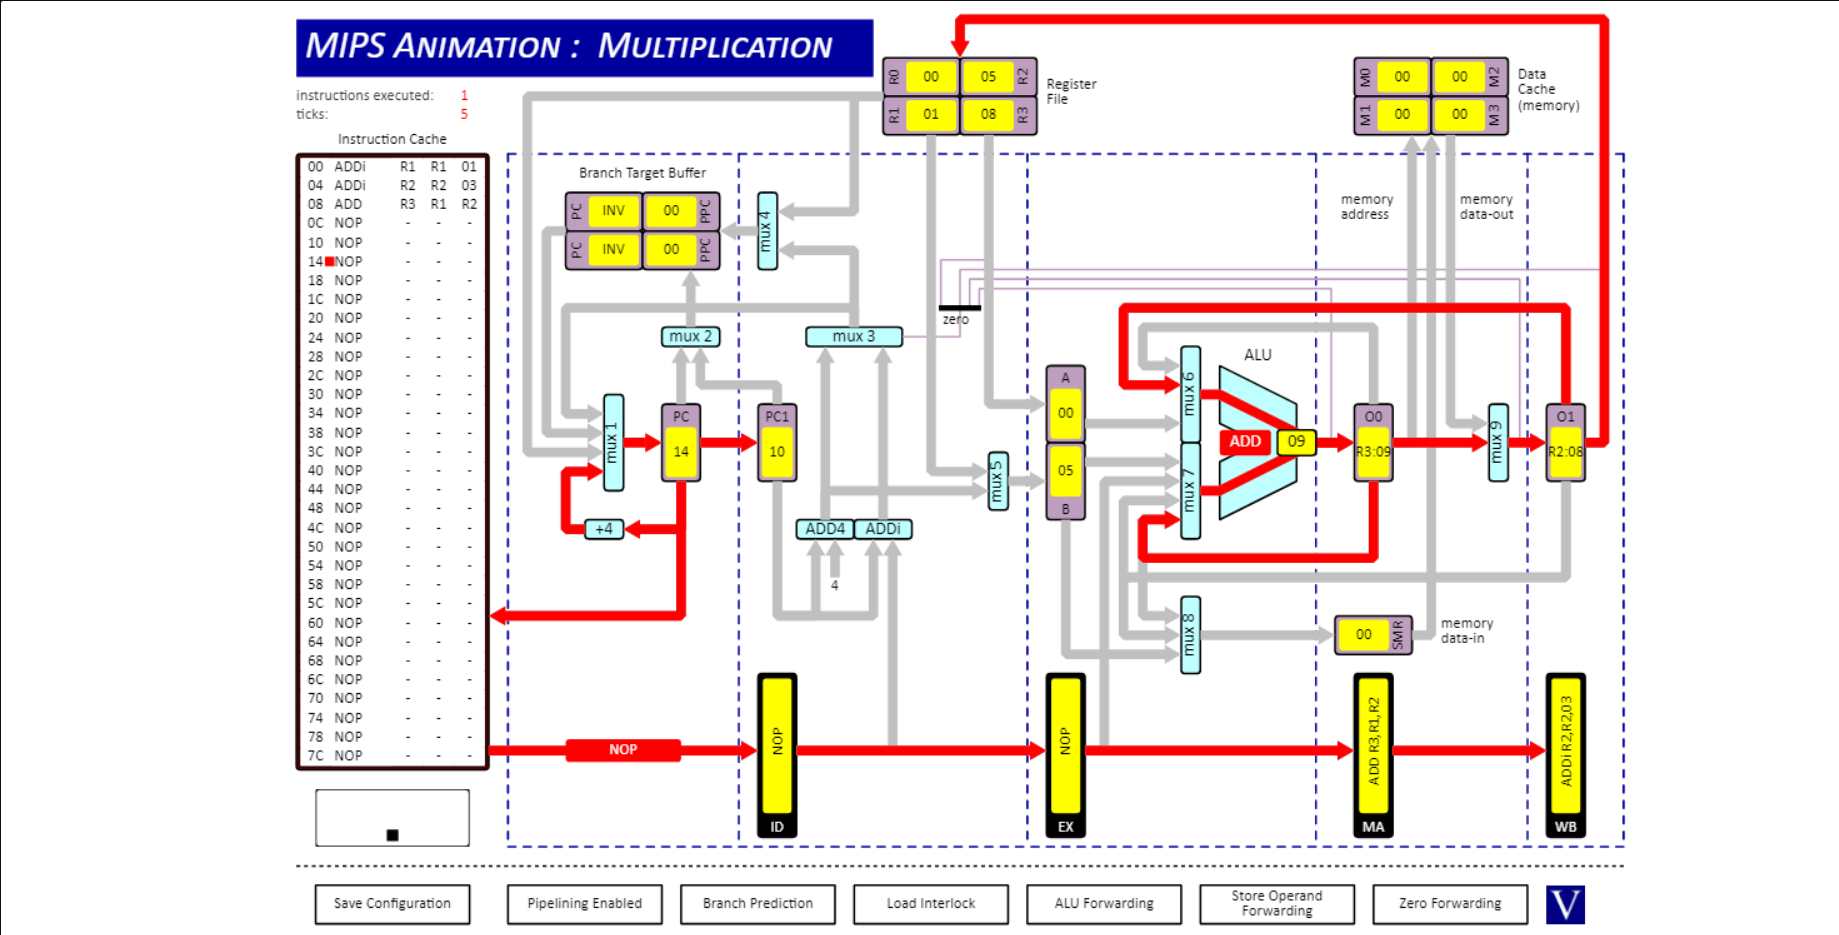 MIPS ANIMATION : MULTIPLICATION
instructions executed: 1
ticks: 5
Instruction Cache
00 ADDi R1 R1 01
04 ADDi R2 R2 03
08 ADD R3 R1 R2
0C NOP - - -
10 NOP - - -
14 NOP - - -
18 NOP - - -
1C NOP - - -
20 NOP - - -
24 NOP - - -
28 NOP - - -
2C NOP - - -
30 NOP - - -
34 NOP - - -
38 NOP - - -
3C NOP - - -
40 NOP - - -
44 NOP - - -
48 NOP - - -
4C NOP - - -
50 NOP - - -
54 NOP - - -
58 NOP - - -
5C NOP - - -
60 NOP - - -
64 NOP - - -
68 NOP - - -
6C NOP - - -
70 NOP - - -
74 NOP - - -
78 NOP - - -
7C NOP - - -
R0 00 05 R2
R1 01 08 R3
Register
File
M0 00 00 M2
M1 00 00 M3
Data
Cache
(memory)
Branch Target Buffer
PC INV 00 PPC
PC INV 00 PPC
mux 4
memory
address
memory
data-out
zero
mux 2
mux 3
mux 1
PC
14
PC1
10
+4
ADD4
ADDi
4
mux 5
A
00
05
B
mux 6
mux 7
ALU
ADD
09
O0
R3:09
mux 9
O1
R2:08
mux 8
00 SMR
memory
data-in
NOP
NOP
ID
NOP
EX
ADD R3,R1,R2
MA
ADDi R2,R2,03
WB
Save Configuration
Pipelining Enabled
Branch Prediction
Load Interlock
ALU Forwarding
Store Operand
Forwarding
Zero Forwarding
V